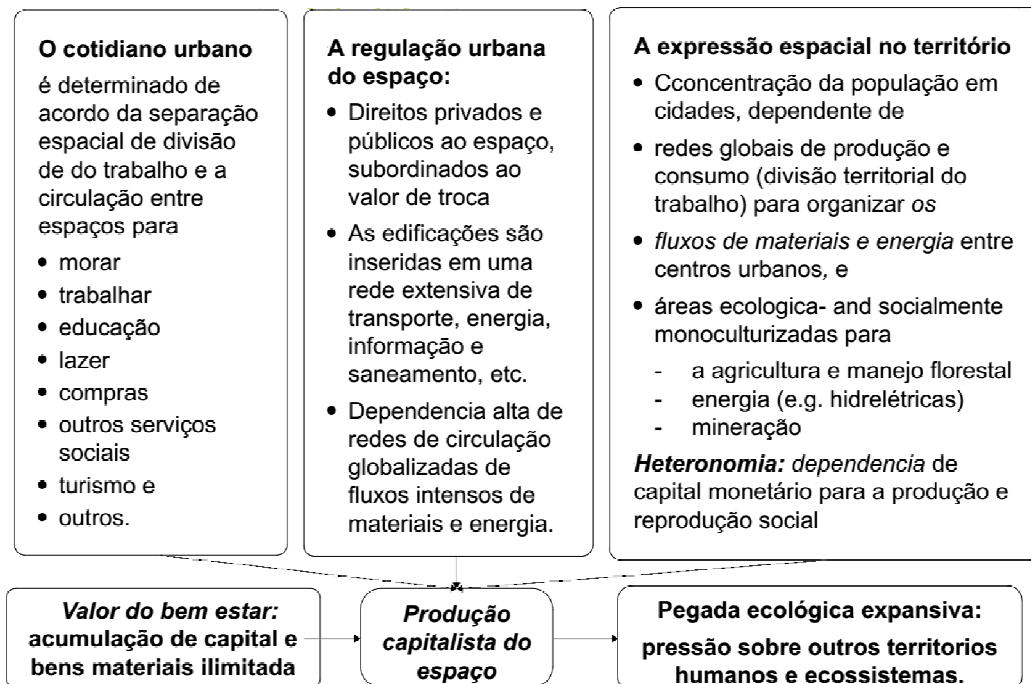 O cotidiano urbano
é determinado de
acordo da separação
espacial de divisão
de do trabalho e a
circulação entre
espaços para
• morar
• trabalhar
• educação
• lazer
• compras
• outros serviços
sociais
• turismo e
• outros.
A regulação urbana
do espaço:
• Direitos privados e
públicos ao espaço,
subordinados ao
valor de troca
• As edificações são
inseridas em uma
rede extensiva de
transporte, energia,
informação e
saneamento, etc.
• Dependencia alta de
redes de circulação
globalizadas de
fluxos intensos de
materiais e energia.
A expressão espacial no território
• Cconcentração da população em
cidades, dependente de
• redes globais de produção e
consumo (divisão territorial do
trabalho) para organizar os
• fluxos de materiais e energia entre
centros urbanos, e
• áreas ecologica- and socialmente
monoculturizadas para
- a agricultura e manejo florestal
- energia (e.g. hidrelétricas)
- mineração
Heteronomia: dependencia de
capital monetário para a produção e
reprodução social
Valor do bem estar:
acumulação de capital e
bens materiais ilimitada
Produção
capitalista do
espaço
Pegada ecológica expansiva:
pressão sobre outros territorios
humanos e ecossistemas.